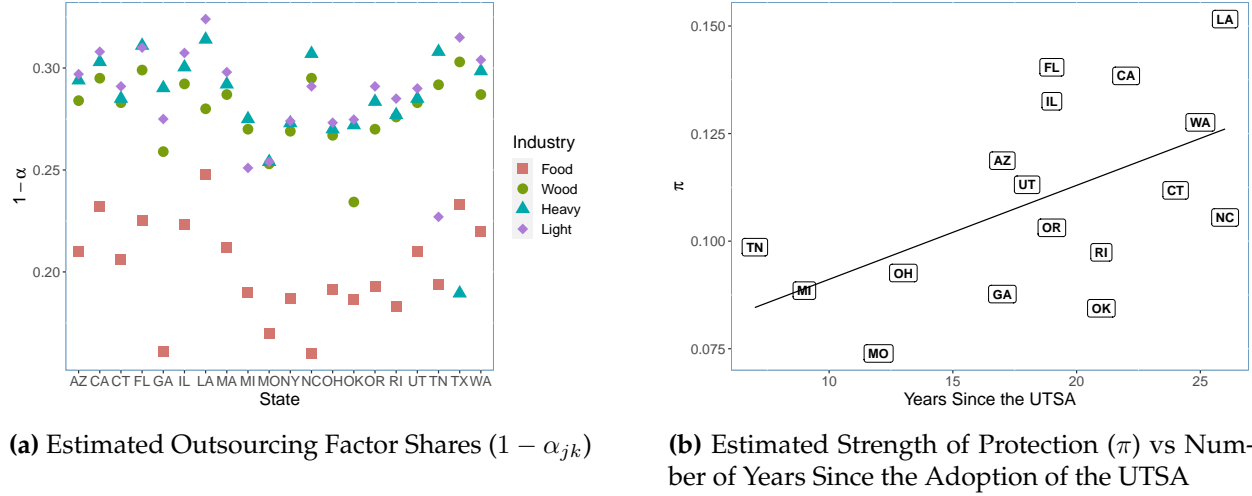 0.30
0.25
0.20
1 − α
AZ CA CT FL GA IL LA MA MI MO NY NC OH OK OR RI UT TN TX WA
State
Industry
Food
Wood
Heavy
Light
(a) Estimated Outsourcing Factor Shares (1 − αjk)
0.150
0.125
0.100
0.075
π
LA
FL
CA
IL
WA
AZ
UT
CT
NC
OR
TN
RI
OH
MI
GA
OK
MO
10 15 20 25
Years Since the UTSA
(b) Estimated Strength of Protection (π) vs Num-
ber of Years Since the Adoption of the UTSA